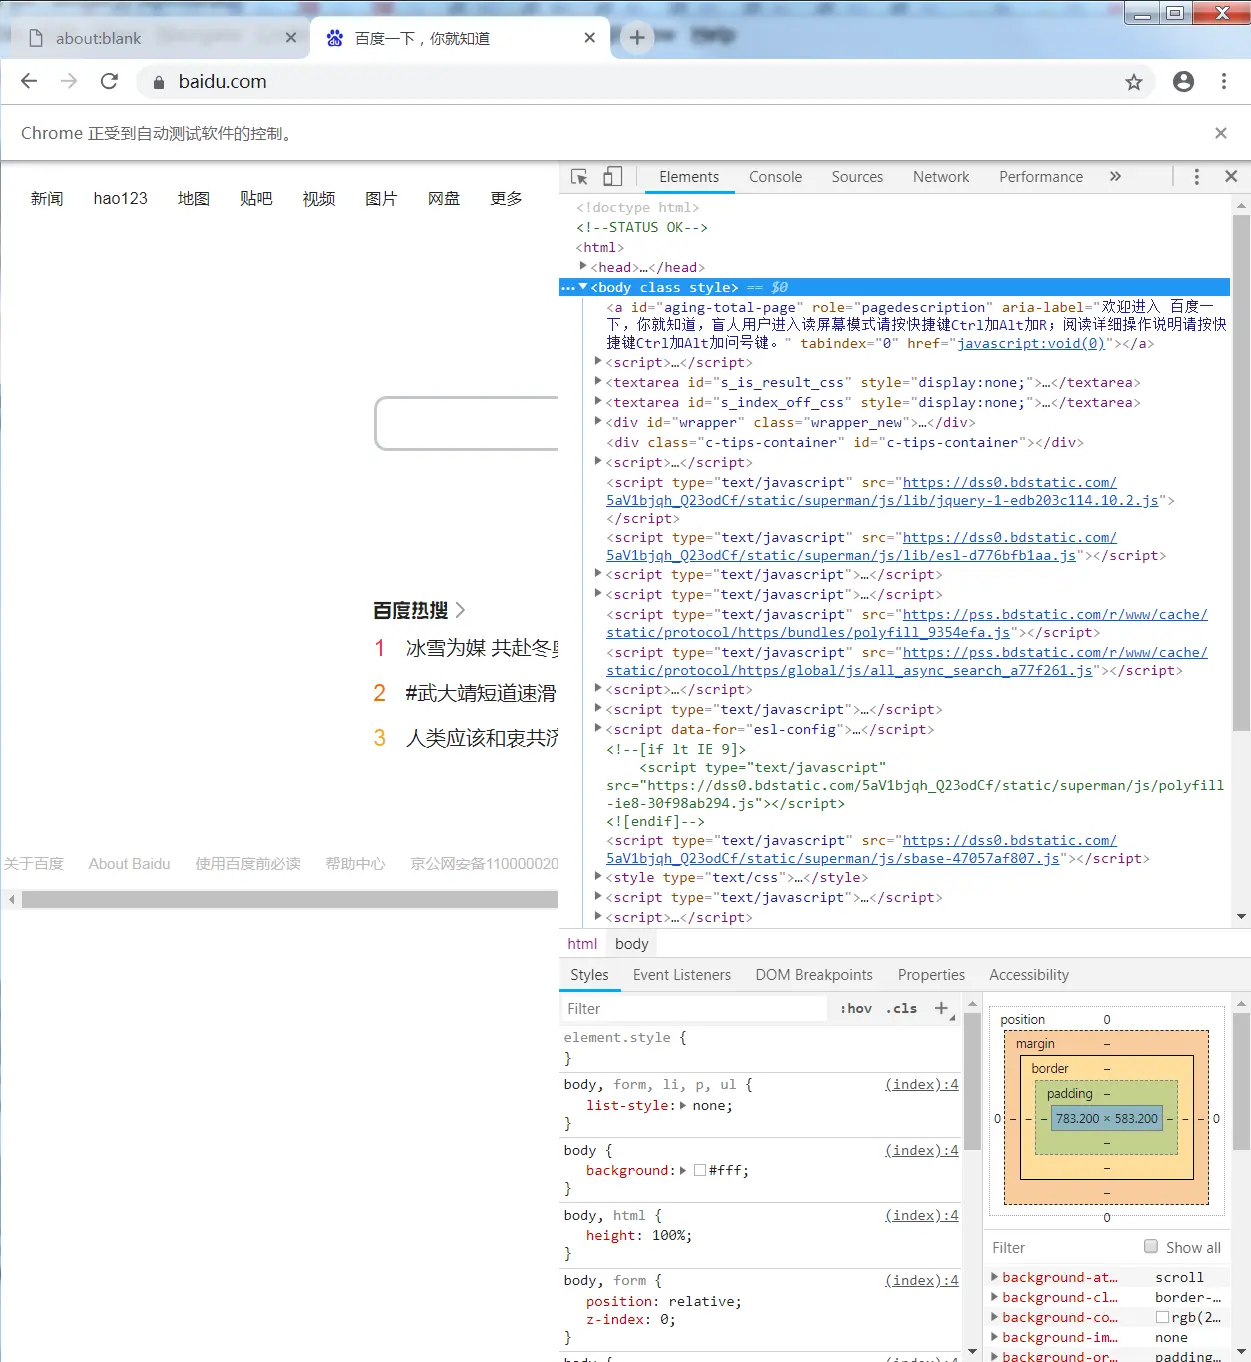 about:blank
百度一下，你就知道
Help
baidu.com
Chrome 正受到自动测试软件的控制。
新闻 hao123 地图 贴吧 视频 图片 网盘 更多
百度热搜
1 冰雪为媒 共赴冬奥
2 #武大靖短道速滑
3 人类应该和衷共济
关于百度 About Baidu 使用百度前必读 帮助中心 京公网安备110000020
Elements Console Sources Network Performance »
<!doctype html>
<!--STATUS OK-->
<html>
<head>…</head>
<body class style> == $0
<a id="aging-total-page" role="pagedescription" aria-label="欢迎进入 百度一
下，你就知道，盲人用户进入读屏幕模式请按快捷键Ctrl加Alt加R；阅读详细操作说明请按快
捷键Ctrl加Alt加问号键。" tabindex="0" href="javascript:void(0)"></a>
<script>…</script>
<textarea id="s_is_result_css" style="display:none;">…</textarea>
<textarea id="s_index_off_css" style="display:none;">…</textarea>
<div id="wrapper" class="wrapper_new">…</div>
<div class="c-tips-container" id="c-tips-container"></div>
<script>…</script>
<script type="text/javascript" src="https://dss0.bdstatic.com/
5aV1bjqh_Q23odCf/static/superman/js/lib/jquery-1-edb203c114.10.2.js">
</script>
<script type="text/javascript" src="https://dss0.bdstatic.com/
5aV1bjqh_Q23odCf/static/superman/js/lib/esl-d776bfb1aa.js"></script>
<script type="text/javascript">…</script>
<script type="text/javascript">…</script>
<script type="text/javascript" src="https://pss.bdstatic.com/r/www/cache/
static/protocol/https/bundles/polyfill_9354efa.js"></script>
<script type="text/javascript" src="https://pss.bdstatic.com/r/www/cache/
static/protocol/https/global/js/all_async_search_a77f261.js"></script>
<script>…</script>
<script type="text/javascript">…</script>
<script data-for="esl-config">…</script>
<!--[if lt IE 9]>
<script type="text/javascript"
src="https://dss0.bdstatic.com/5aV1bjqh_Q23odCf/static/superman/js/polyfill
-ie8-30f98ab294.js"></script>
<![endif]-->
<script type="text/javascript" src="https://dss0.bdstatic.com/
5aV1bjqh_Q23odCf/static/superman/js/sbase-47057af807.js"></script>
<style type="text/css">…</style>
<script type="text/javascript">…</script>
<script>…</script>
html body
Styles Event Listeners DOM Breakpoints Properties Accessibility
Filter :hov .cls +
element.style {
}
body, form, li, p, ul { (index):4
list-style: none;
}
body { (index):4
background: #fff;
}
body, html { (index):4
height: 100%;
}
body, form { (index):4
position: relative;
z-index: 0;
}
body { (index):4
position 0
margin –
border –
padding –
0 – – – 783.200 × 583.200 – – – 0
–
–
–
0
Filter Show all
background-at… scroll
background-cl… border-…
background-co… rgb(2…
background-im… none
background-or… padding…